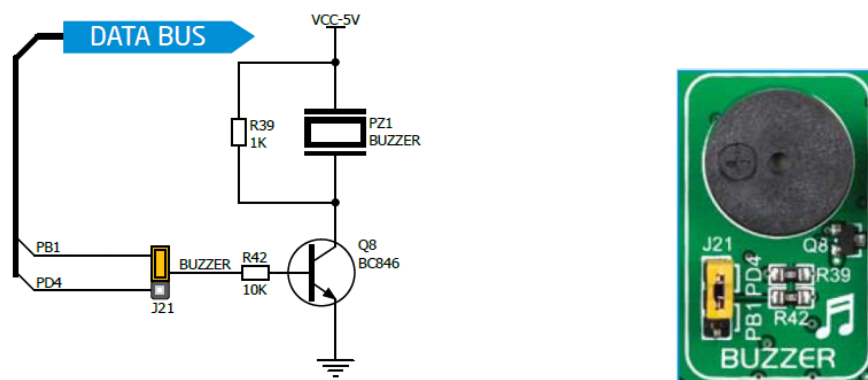 DATA BUS
VCC-5V
R39
1K
PZ1
BUZZER
PB1
PD4
BUZZER
R42
10K
Q8
BC846
J21
J21
Q8
PD4
R39
PB1
R42
BUZZER